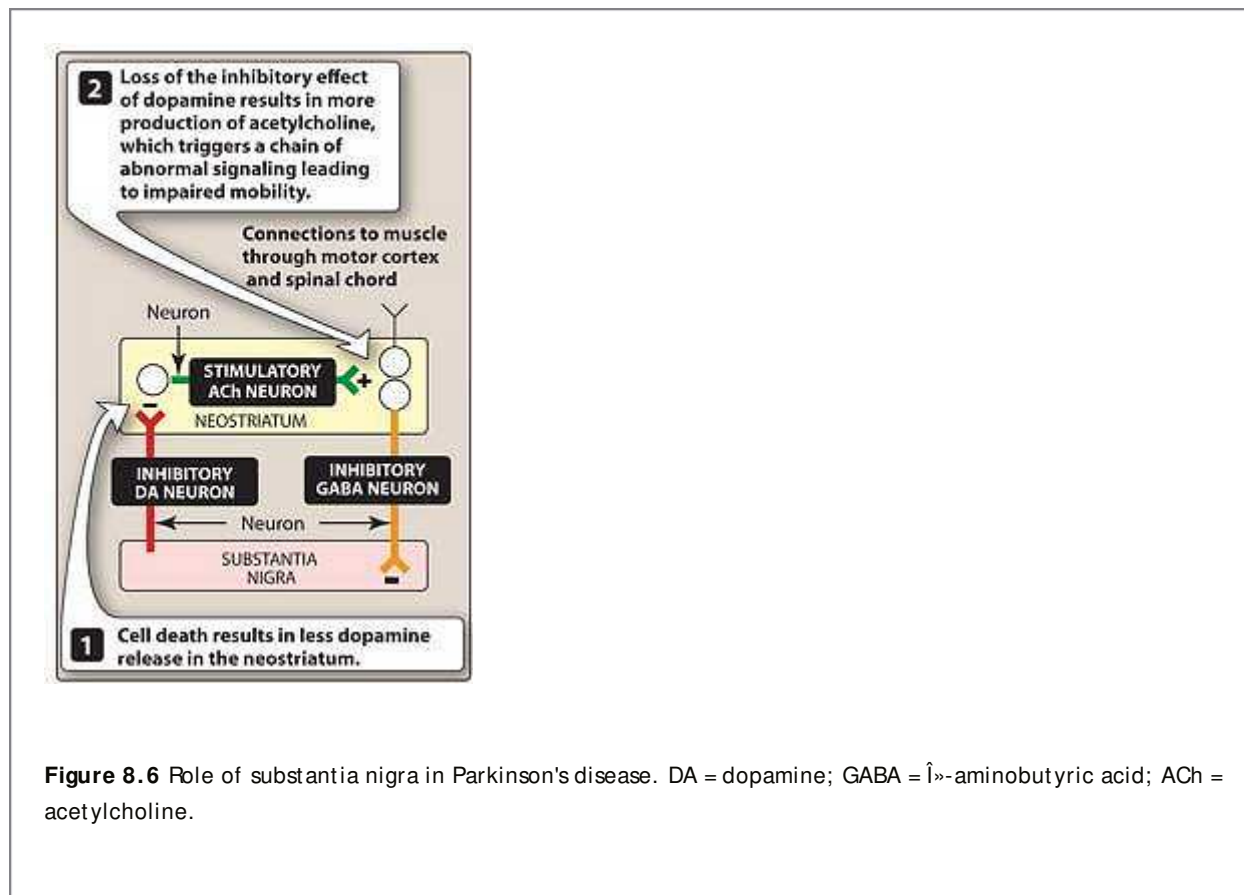 2 Loss of the inhibitory effect
of dopamine results in more
production of acetylcholine,
which triggers a chain of
abnormal signaling leading
to impaired mobility.
Connections to muscle
through motor cortex
and spinal chord
Neuron
STIMULATORY
ACh NEURON
+
-
NEOSTRIATUM
INHIBITORY
DA NEURON
INHIBITORY
GABA NEURON
Neuron
SUBSTANTIA
NIGRA
-
1 Cell death results in less dopamine
release in the neostriatum.
Figure 8.6 Role of substantia nigra in Parkinson's disease. DA = dopamine; GABA = λ-aminobutyric acid; ACh =
acetylcholine.